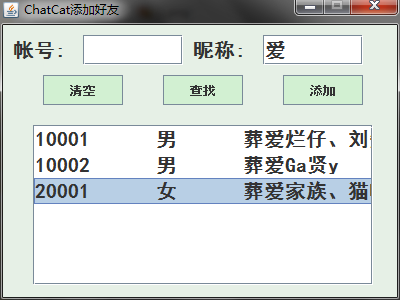 ChatCat添加好友
帐号: 昵称: 爱
清空 查找 添加
10001 男 葬爱烂仔、刘
10002 男 葬爱Ga贤y
20001 女 葬爱家族、猫